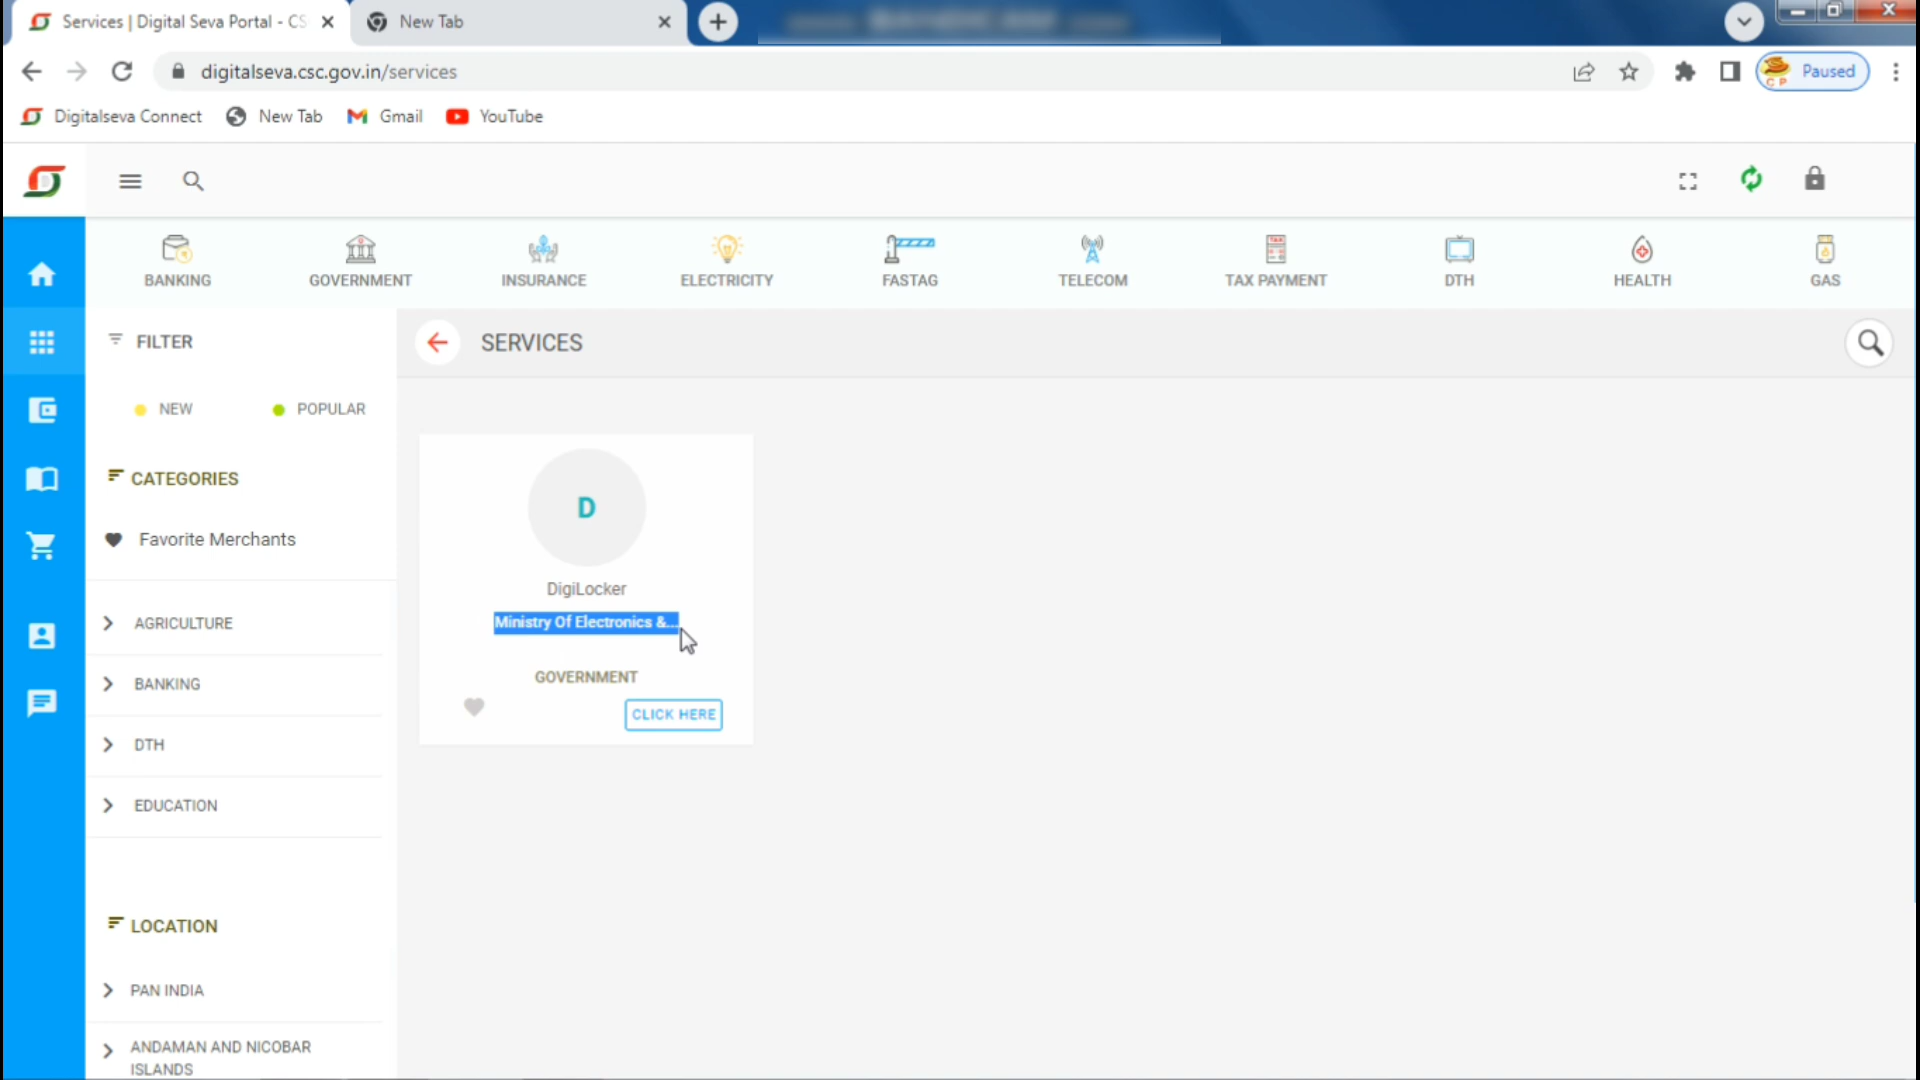 Services | Digital Seva Portal - CS
New Tab
digitalseva.csc.gov.in/services
Paused
Digitalseva Connect
New Tab
Gmail
YouTube
BANKING
GOVERNMENT
INSURANCE
ELECTRICITY
FASTAG
TELECOM
TAX PAYMENT
DTH
HEALTH
GAS
FILTER
SERVICES
NEW
POPULAR
CATEGORIES
Favorite Merchants
AGRICULTURE
BANKING
DTH
EDUCATION
LOCATION
PAN INDIA
ANDAMAN AND NICOBAR
ISLANDS
D
DigiLocker
Ministry Of Electronics &...
GOVERNMENT
CLICK HERE